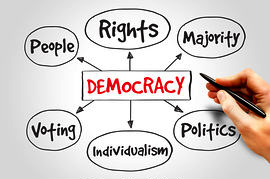 Rights
People
Majority
DEMOCRACY
Voting
Politics
Individualism